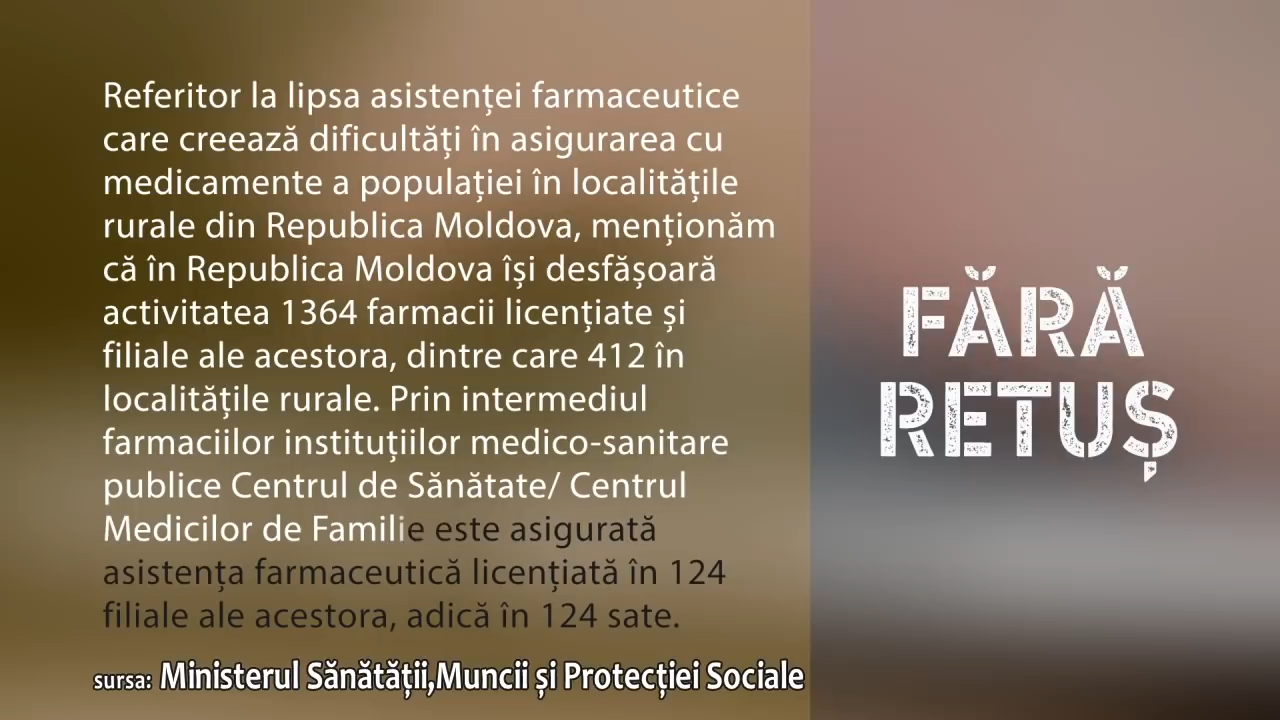 Referitor la lipsa asistenței farmaceutice
care creează dificultăți în asigurarea cu
medicamente a populației în localitățile
rurale din Republica Moldova, menționăm
că în Republica Moldova își desfășoară
activitatea 1364 farmacii licențiate și
filiale ale acestora, dintre care 412 în
localitățile rurale. Prin intermediul
farmaciilor instituțiilor medico-sanitare
publice Centrul de Sănătate/ Centrul
Medicilor de Familie este asigurată
asistența farmaceutică licențiată în 124
filiale ale acestora, adică în 124 sate.
sursa: Ministerul Sănătății,Muncii și Protecției Sociale
FĂRĂ
RETUȘ